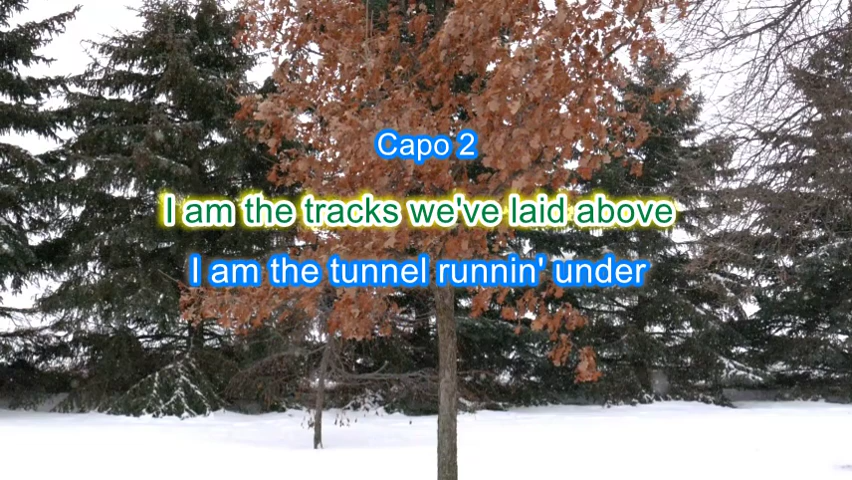 Capo 2
I am the tracks we've laid above
I am the tunnel runnin' under